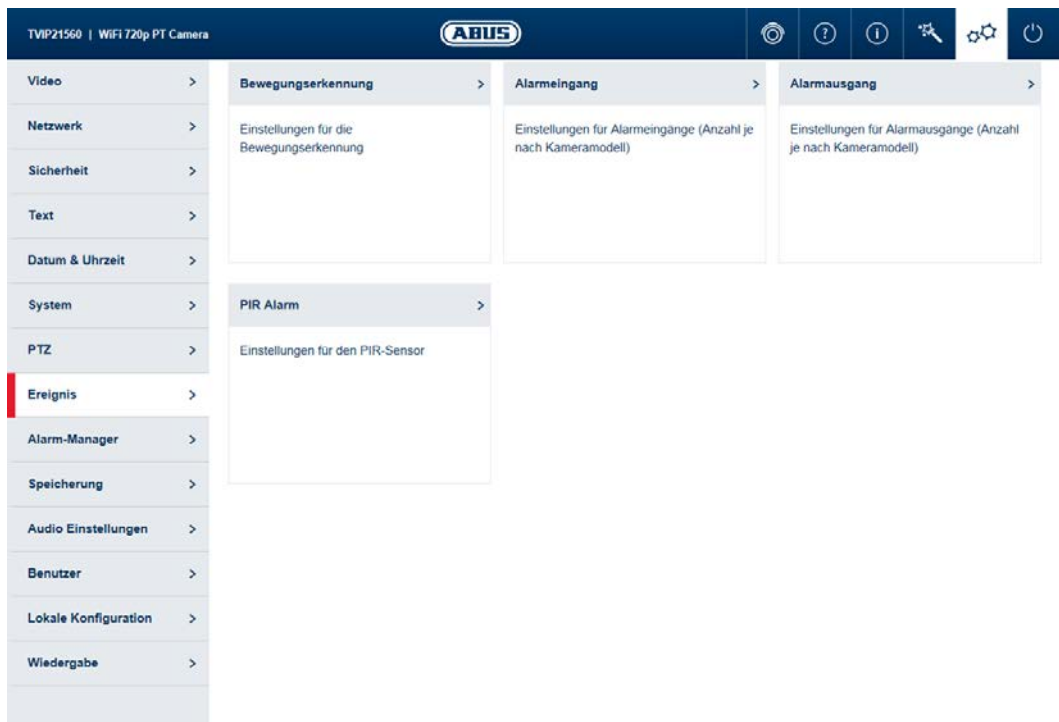 TVIP21560 | WiFi 720p PT Camera
ABUS
Video
Netzwerk
Sicherheit
Text
Datum & Uhrzeit
System
PTZ
Ereignis
Alarm-Manager
Speicherung
Audio Einstellungen
Benutzer
Lokale Konfiguration
Wiedergabe
Bewegungserkennung
Einstellungen für die
Bewegungserkennung
Alarmeingang
Einstellungen für Alarmeingänge (Anzahl je
nach Kameramodell)
Alarmausgang
Einstellungen für Alarmausgänge (Anzahl
je nach Kameramodell)
PIR Alarm
Einstellungen für den PIR-Sensor